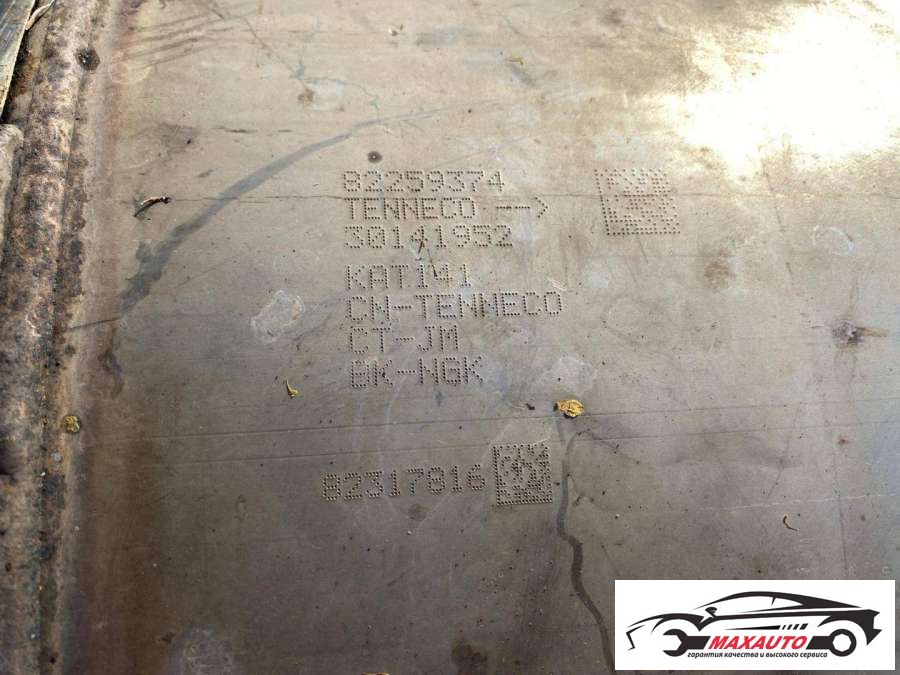 82259374
TENNECO -->
30141952
KAT141
CN-TENNECO
CT-JM
BK-NGK
82317816
MAXAUTO
гарантия качества и высокого сервиса